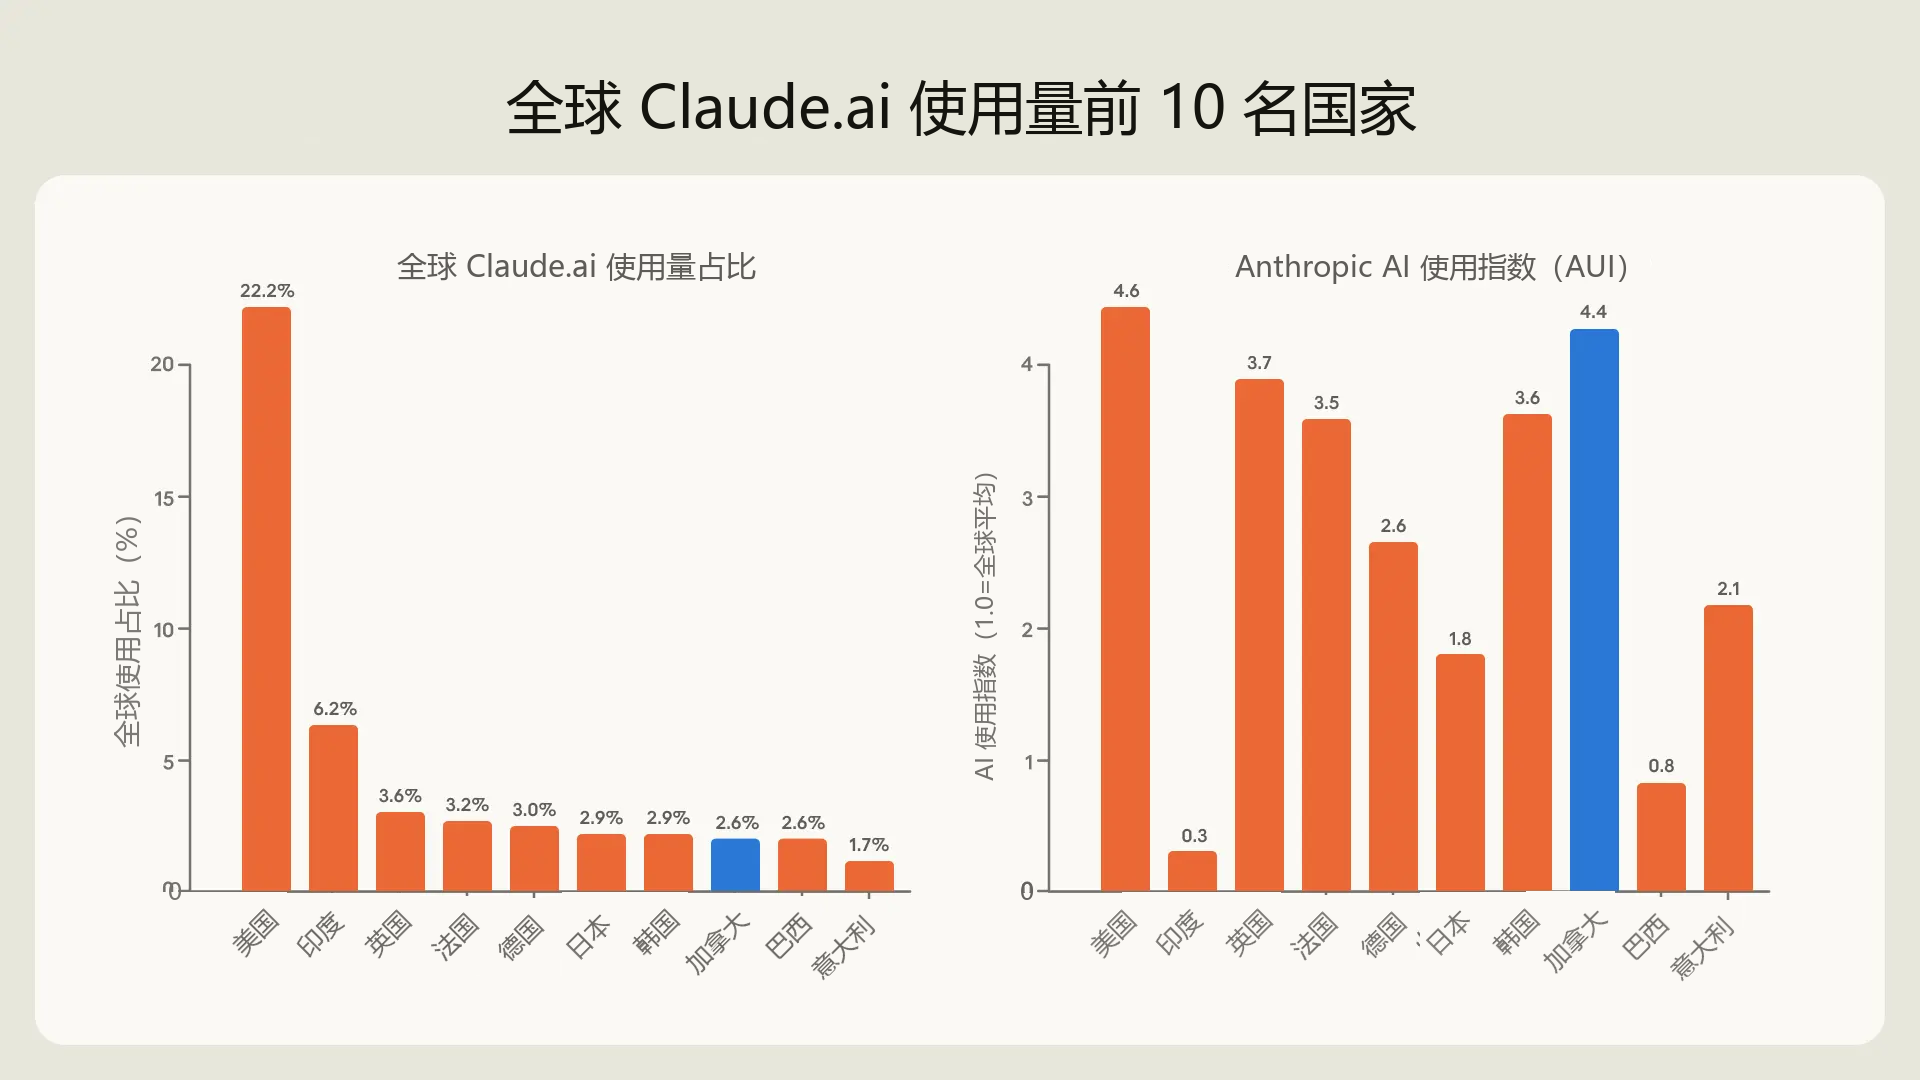 全球 Claude.ai 使用量前 10 名国家
全球 Claude.ai 使用量占比
22.2%
20
15
10
5
0
全球使用占比（%）
6.2%
3.6%
3.2%
3.0%
2.9%
2.9%
2.6%
2.6%
1.7%
美国
印度
英国
法国
德国
日本
韩国
加拿大
巴西
意大利
Anthropic AI 使用指数（AUI）
4.6
4
3
2
1
0
AI 使用指数（1.0=全球平均）
0.3
3.7
3.5
2.6
1.8
3.6
4.4
0.8
2.1
美国
印度
英国
法国
德国
日本
韩国
加拿大
巴西
意大利